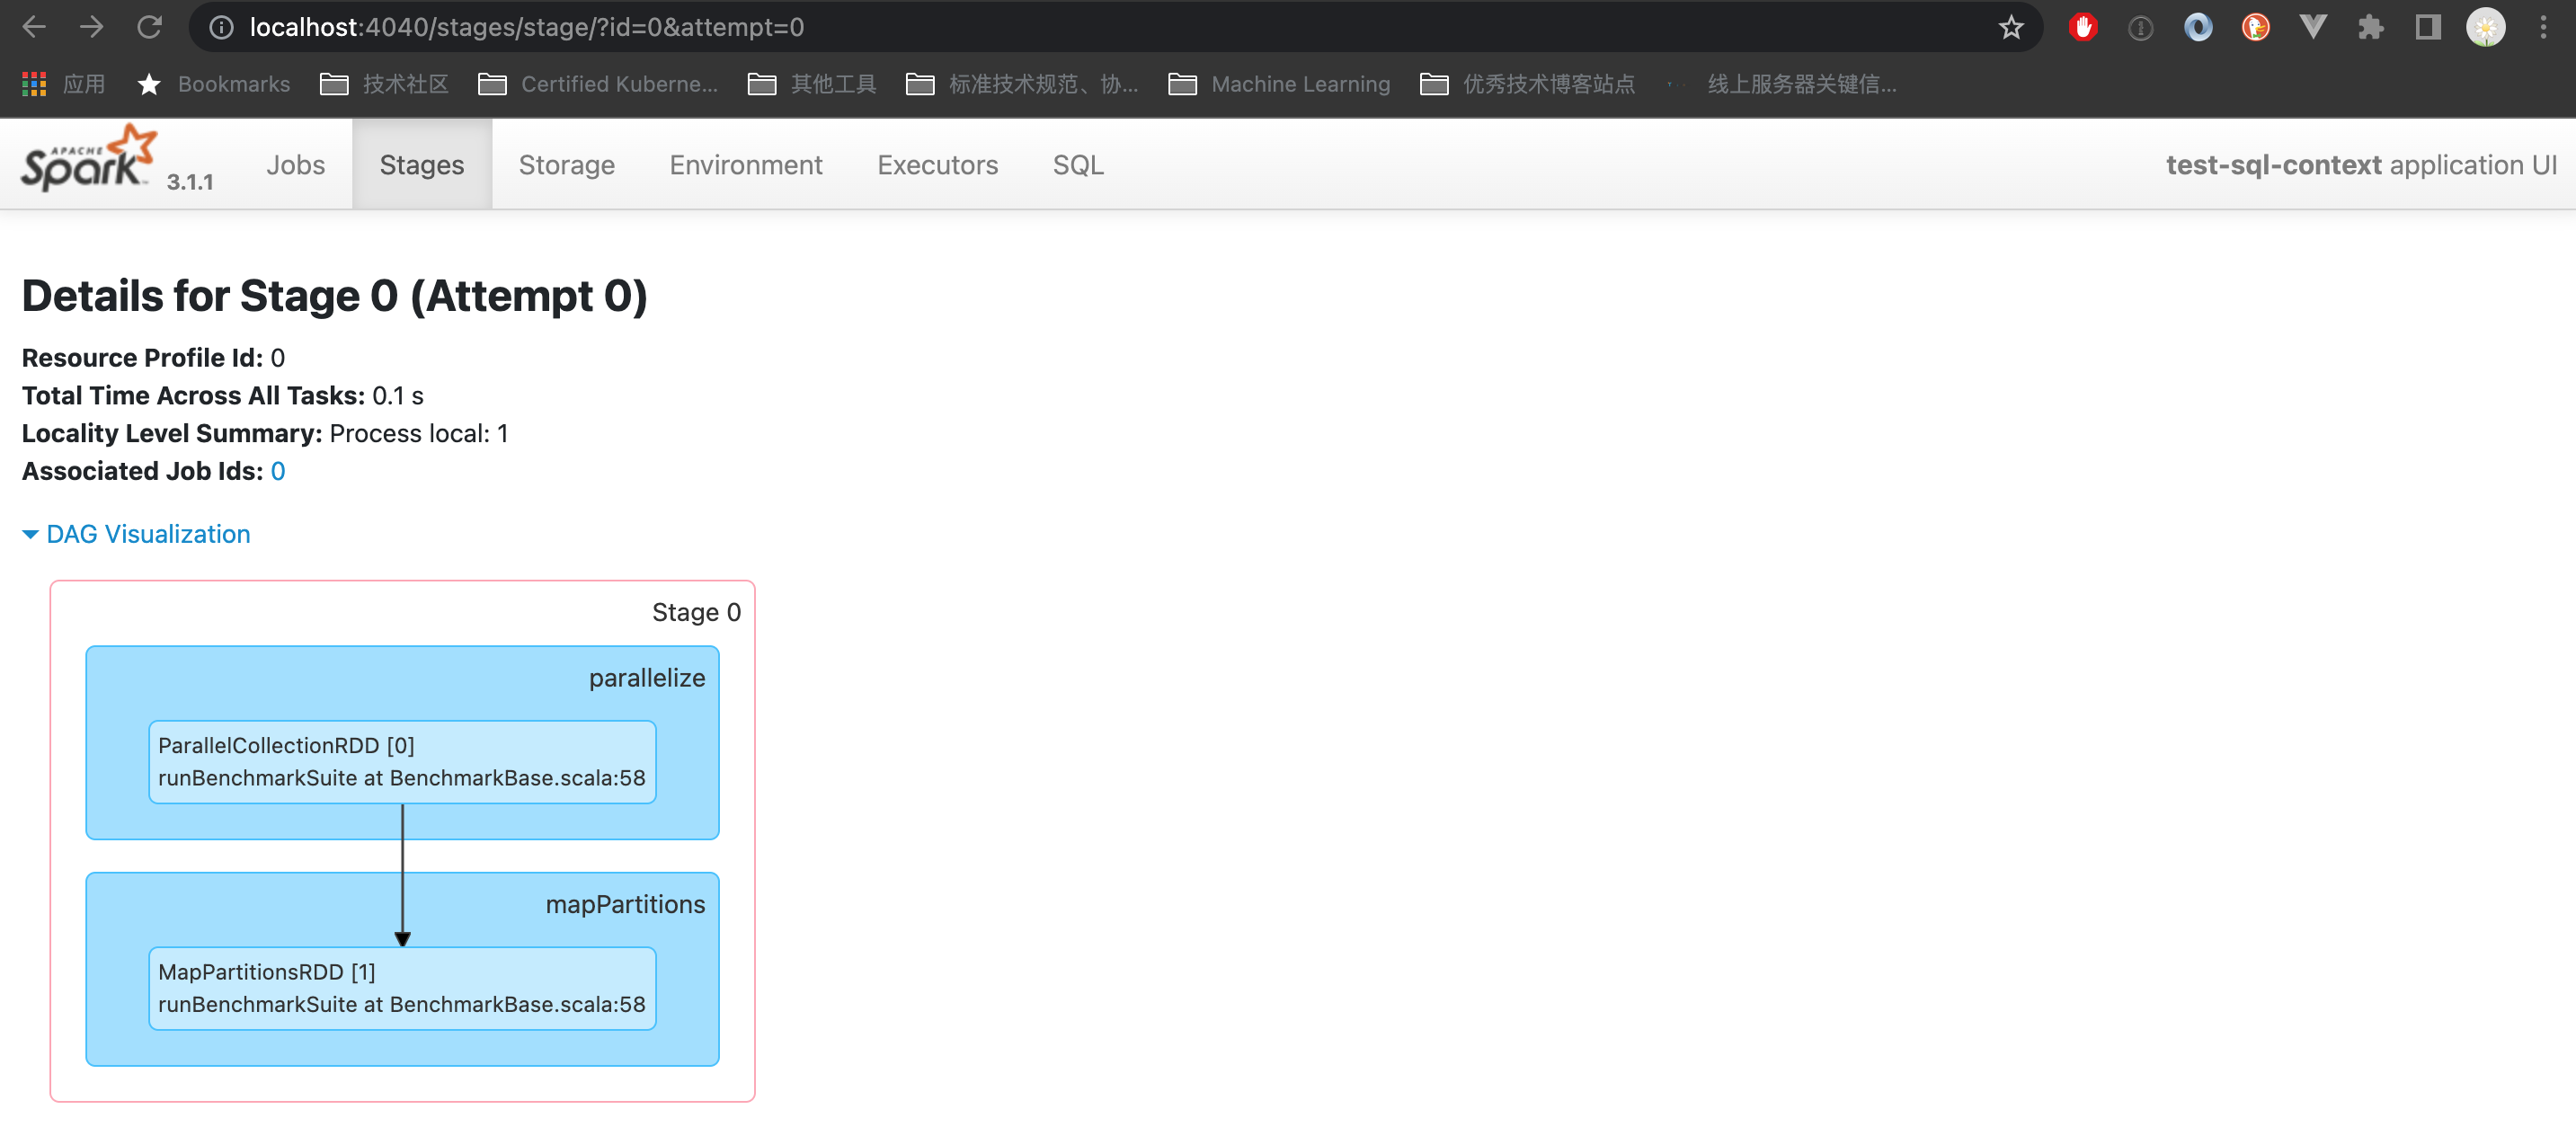 localhost:4040/stages/stage/?id=0&attempt=0
应用 Bookmarks 技术社区 Certified Kuberne... 其他工具 标准技术规范、协... Machine Learning 优秀技术博客站点 线上服务器关键信...
APACHE Spark 3.1.1 Jobs Stages Storage Environment Executors SQL test-sql-context application UI
Details for Stage 0 (Attempt 0)
Resource Profile Id: 0
Total Time Across All Tasks: 0.1 s
Locality Level Summary: Process local: 1
Associated Job Ids: 0
DAG Visualization
Stage 0
parallelize
ParallelCollectionRDD [0]
runBenchmarkSuite at BenchmarkBase.scala:58
mapPartitions
MapPartitionsRDD [1]
runBenchmarkSuite at BenchmarkBase.scala:58